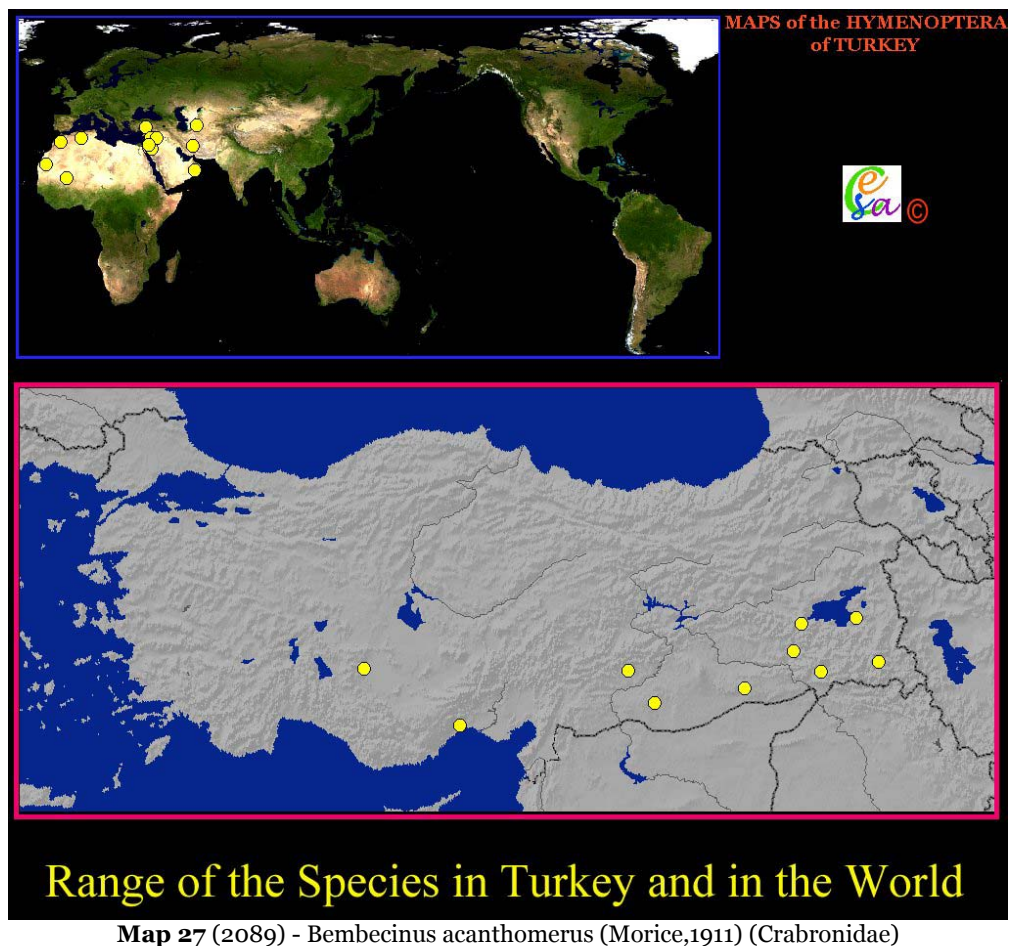 MAPS of the HYMENOPTERA
of TURKEY
Cesa ©
Range of the Species in Turkey and in the World
Map 27 (2089) - Bembecinus acanthomerus (Morice,1911) (Crabronidae)